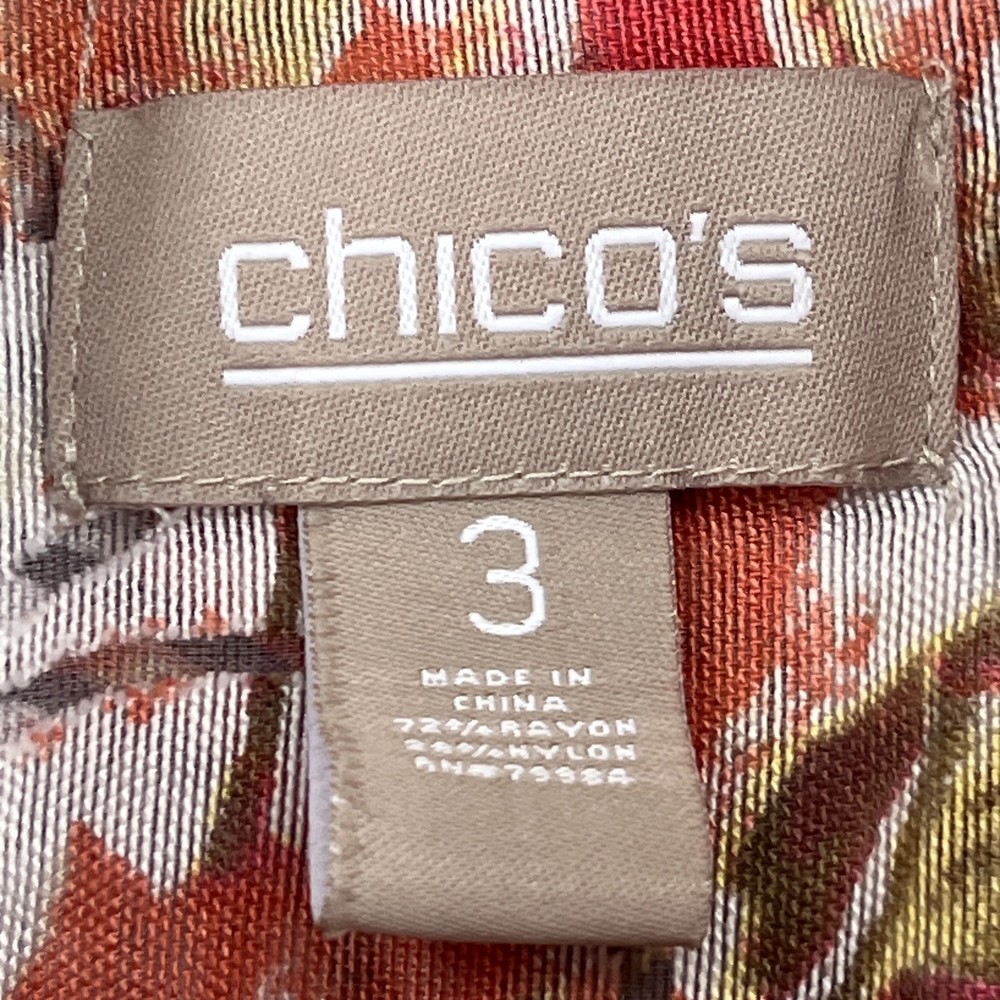 chico's
3
MADE IN
CHINA
72% RAYON
28% NYLON
RN# 79984